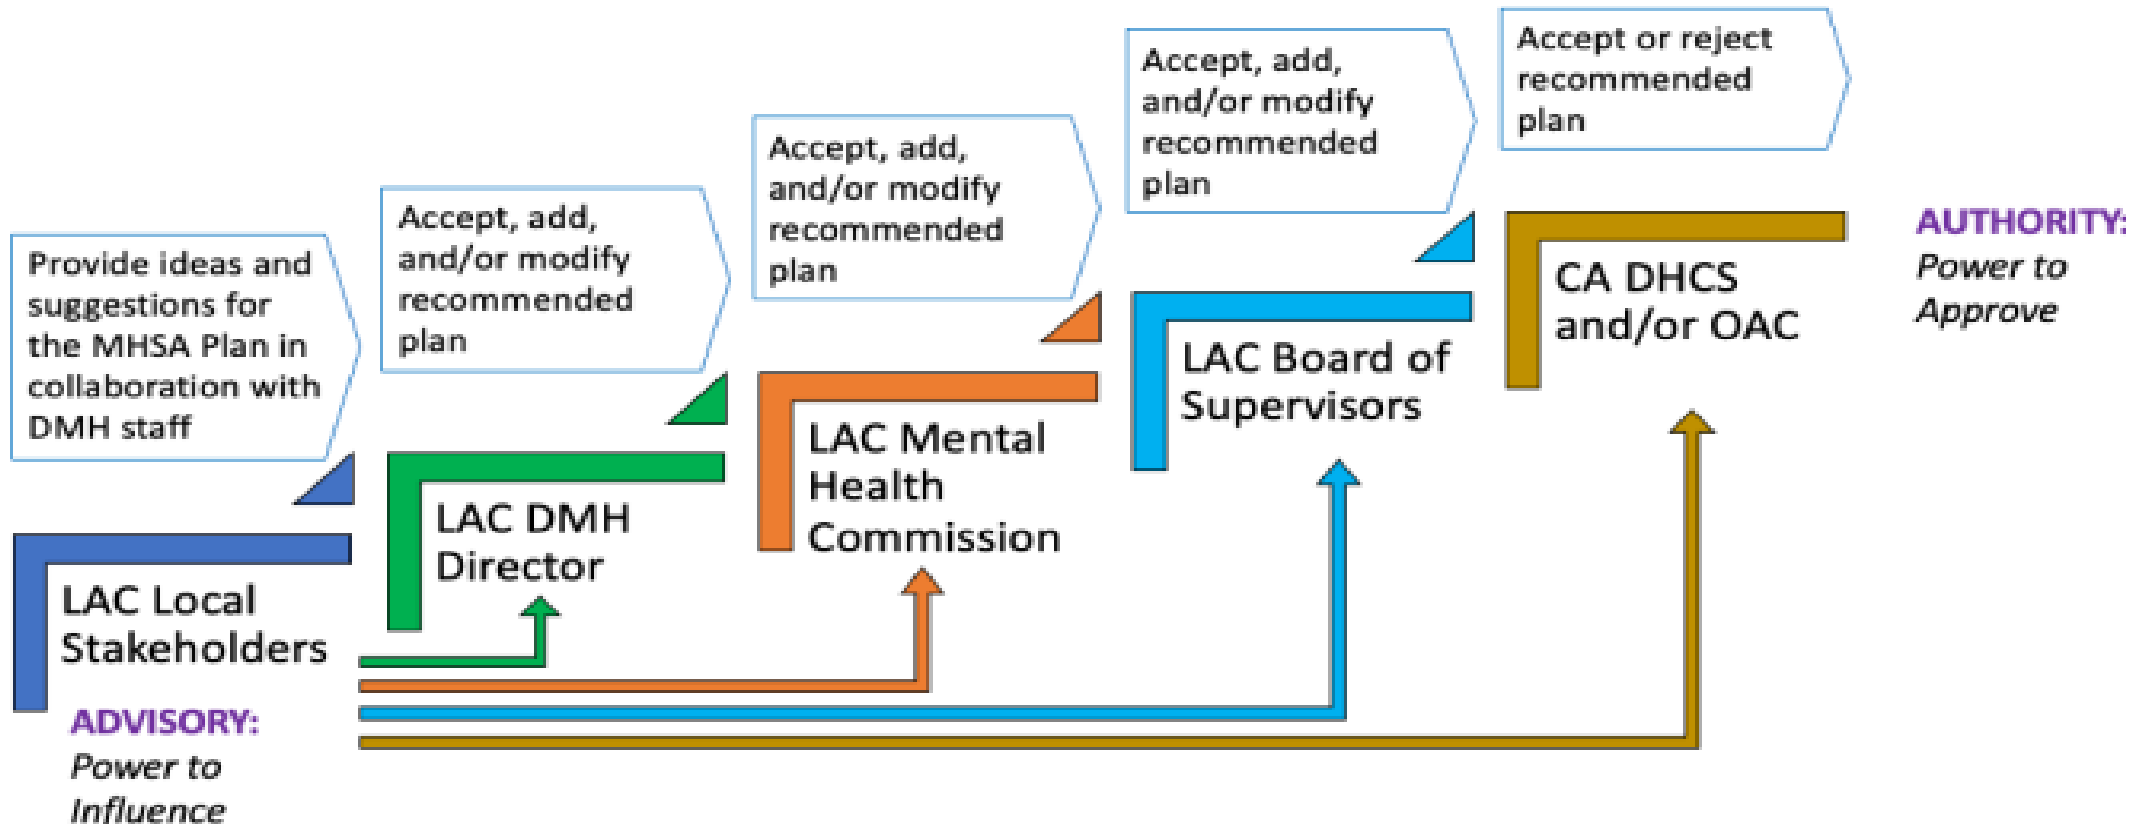 Provide ideas and
suggestions for
the MHSA Plan in
collaboration with
DMH staff
LAC Local
Stakeholders
ADVISORY:
Power to
Influence
Accept, add,
and/or modify
recommended
plan
LAC DMH
Director
Accept, add,
and/or modify
recommended
plan
LAC Mental
Health
Commission
Accept, add,
and/or modify
recommended
plan
LAC Board of
Supervisors
Accept or reject
recommended
plan
CA DHCS
and/or OAC
AUTHORITY:
Power to
Approve